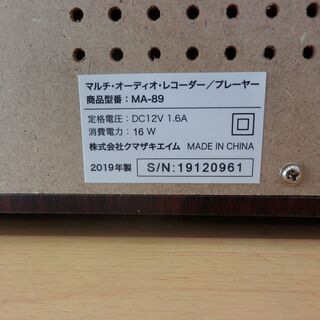 マルチ・オーディオ・レコーダー／プレーヤー
商品型番：MA-89
定格電圧：DC12V 1.6A
消費電力：16 W
株式会社クマザキエイム MADE IN CHINA
2019年製 S/N:19120961